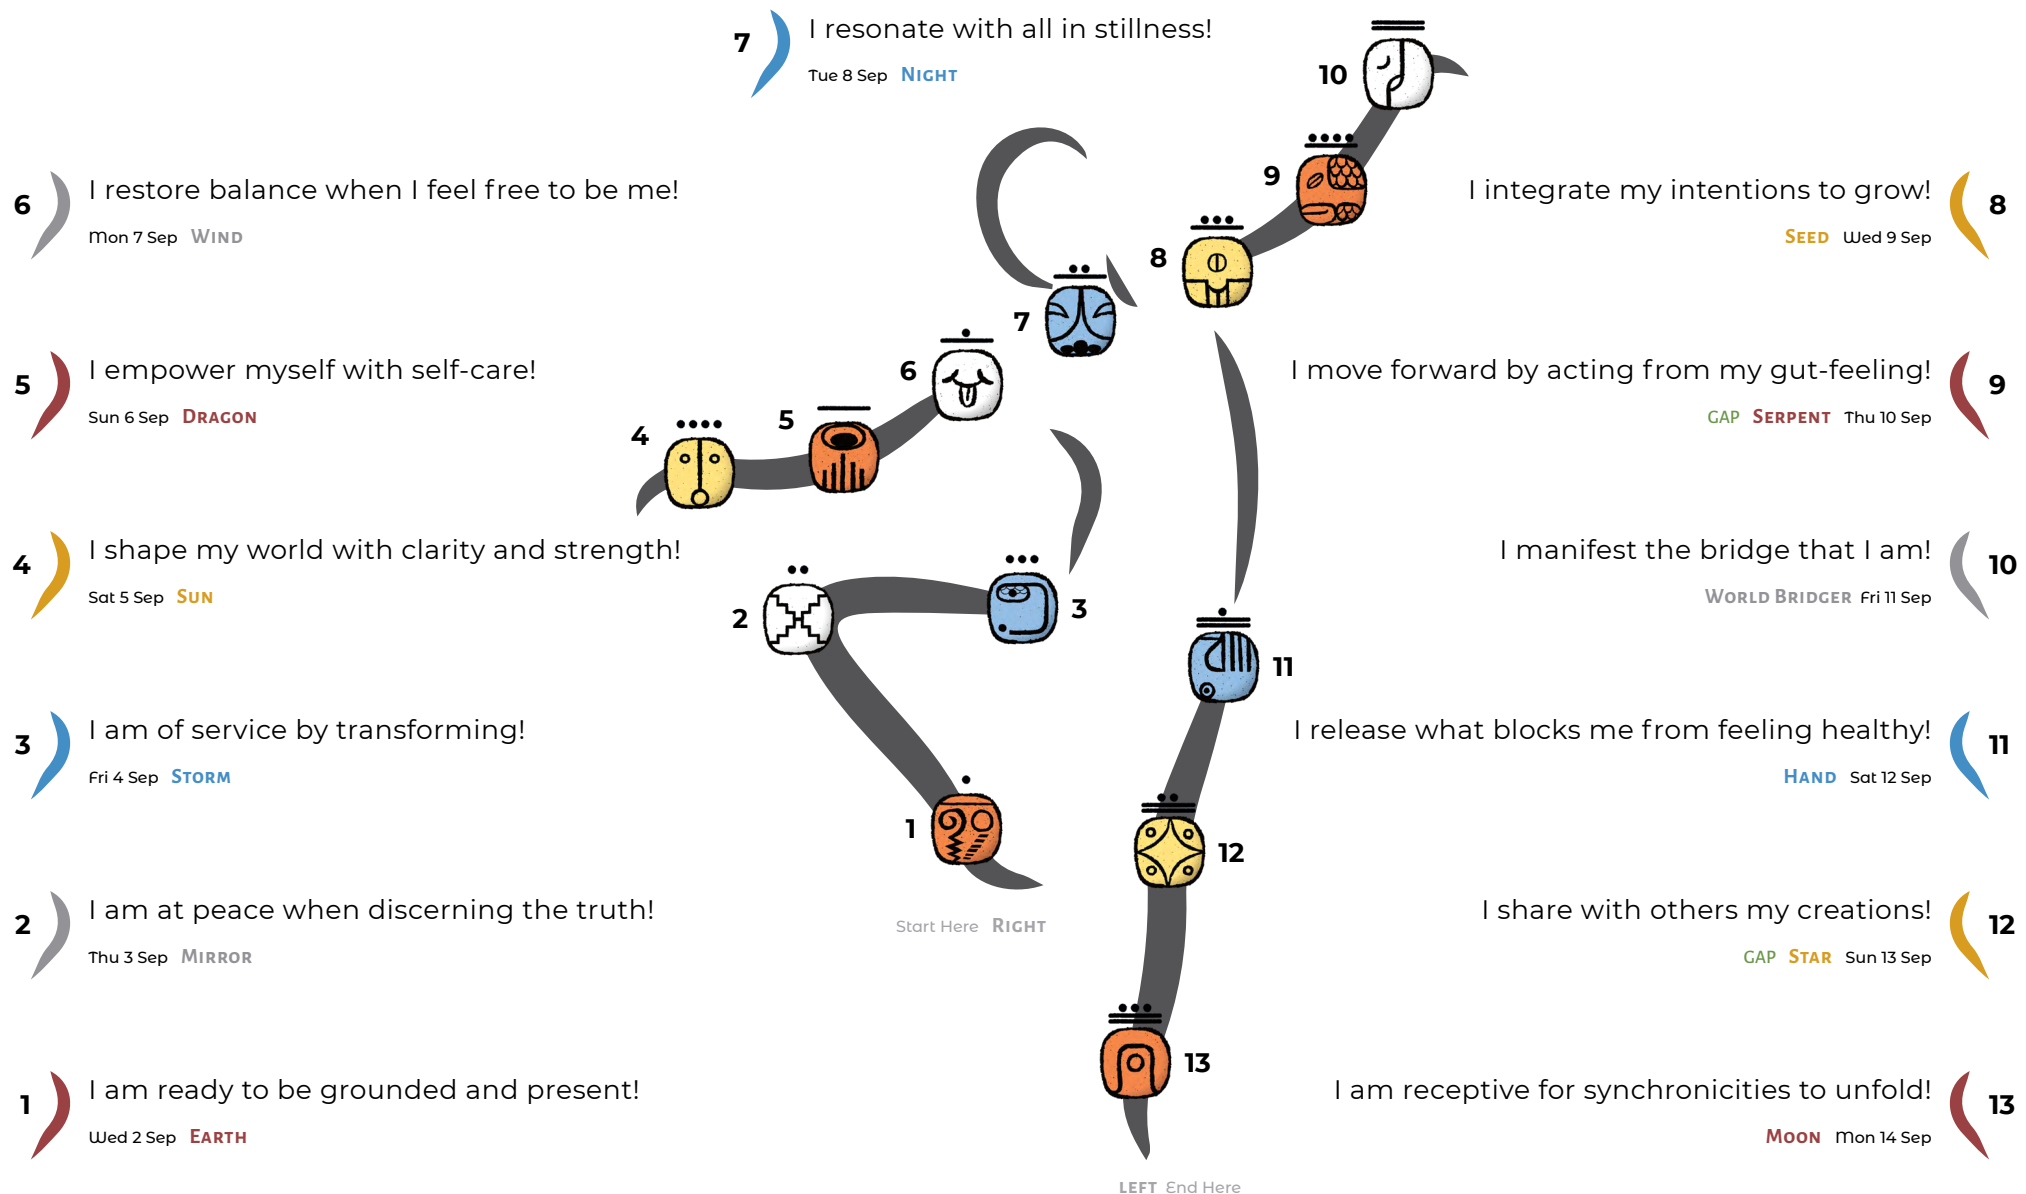 7 I resonate with all in stillness!
Tue 8 Sep NIGHT
6 I restore balance when I feel free to be me!
Mon 7 Sep WIND
5 I empower myself with self-care!
Sun 6 Sep DRAGON
4 I shape my world with clarity and strength!
Sat 5 Sep SUN
3 I am of service by transforming!
Fri 4 Sep STORM
2 I am at peace when discerning the truth!
Thu 3 Sep MIRROR
1 I am ready to be grounded and present!
Wed 2 Sep EARTH
10
9
8
7
6
5
4
3
2
1
11
12
13
Start Here RIGHT
LEFT End Here
I integrate my intentions to grow! 8
SEED Wed 9 Sep
I move forward by acting from my gut-feeling! 9
GAP SERPENT Thu 10 Sep
I manifest the bridge that I am! 10
WORLD BRIDGER Fri 11 Sep
I release what blocks me from feeling healthy! 11
HAND Sat 12 Sep
I share with others my creations! 12
GAP STAR Sun 13 Sep
I am receptive for synchronicities to unfold! 13
MOON Mon 14 Sep